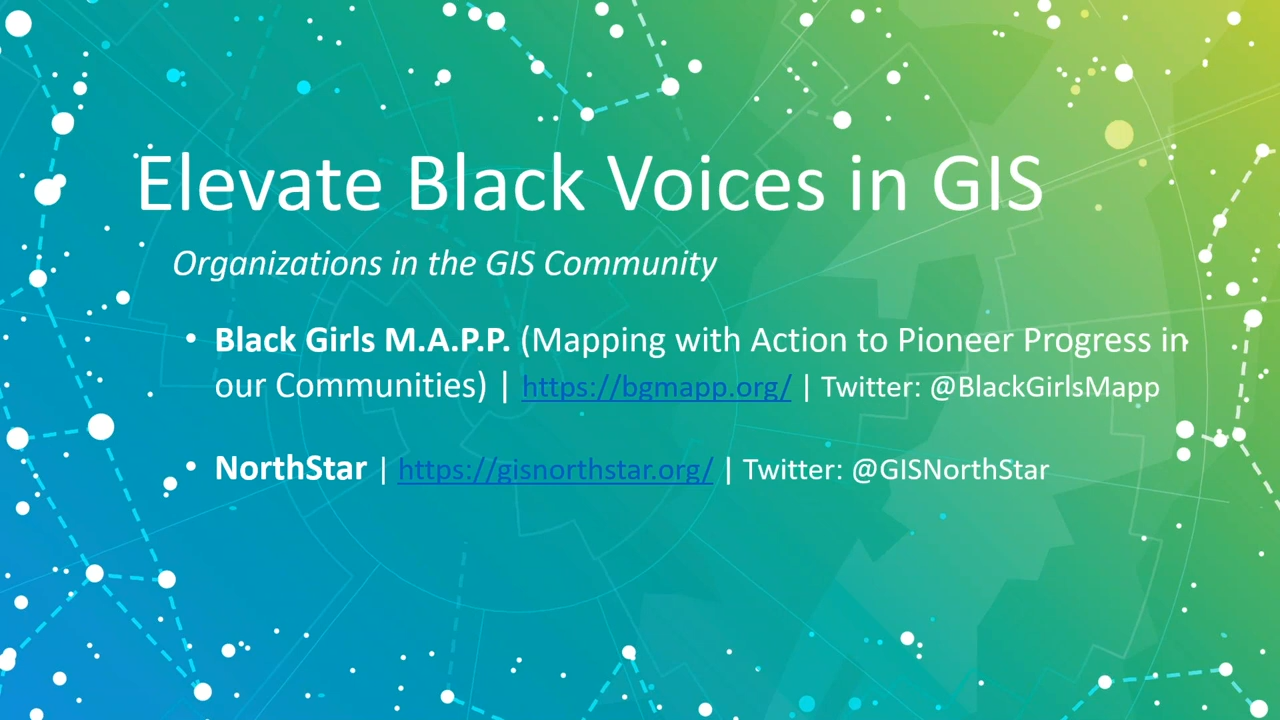 Elevate Black Voices in GIS
Organizations in the GIS Community
• Black Girls M.A.P.P. (Mapping with Action to Pioneer Progress in
our Communities) | https://bgmapp.org/ | Twitter: @BlackGirlsMapp
• NorthStar | https://gisnorthstar.org/ | Twitter: @GISNorthStar